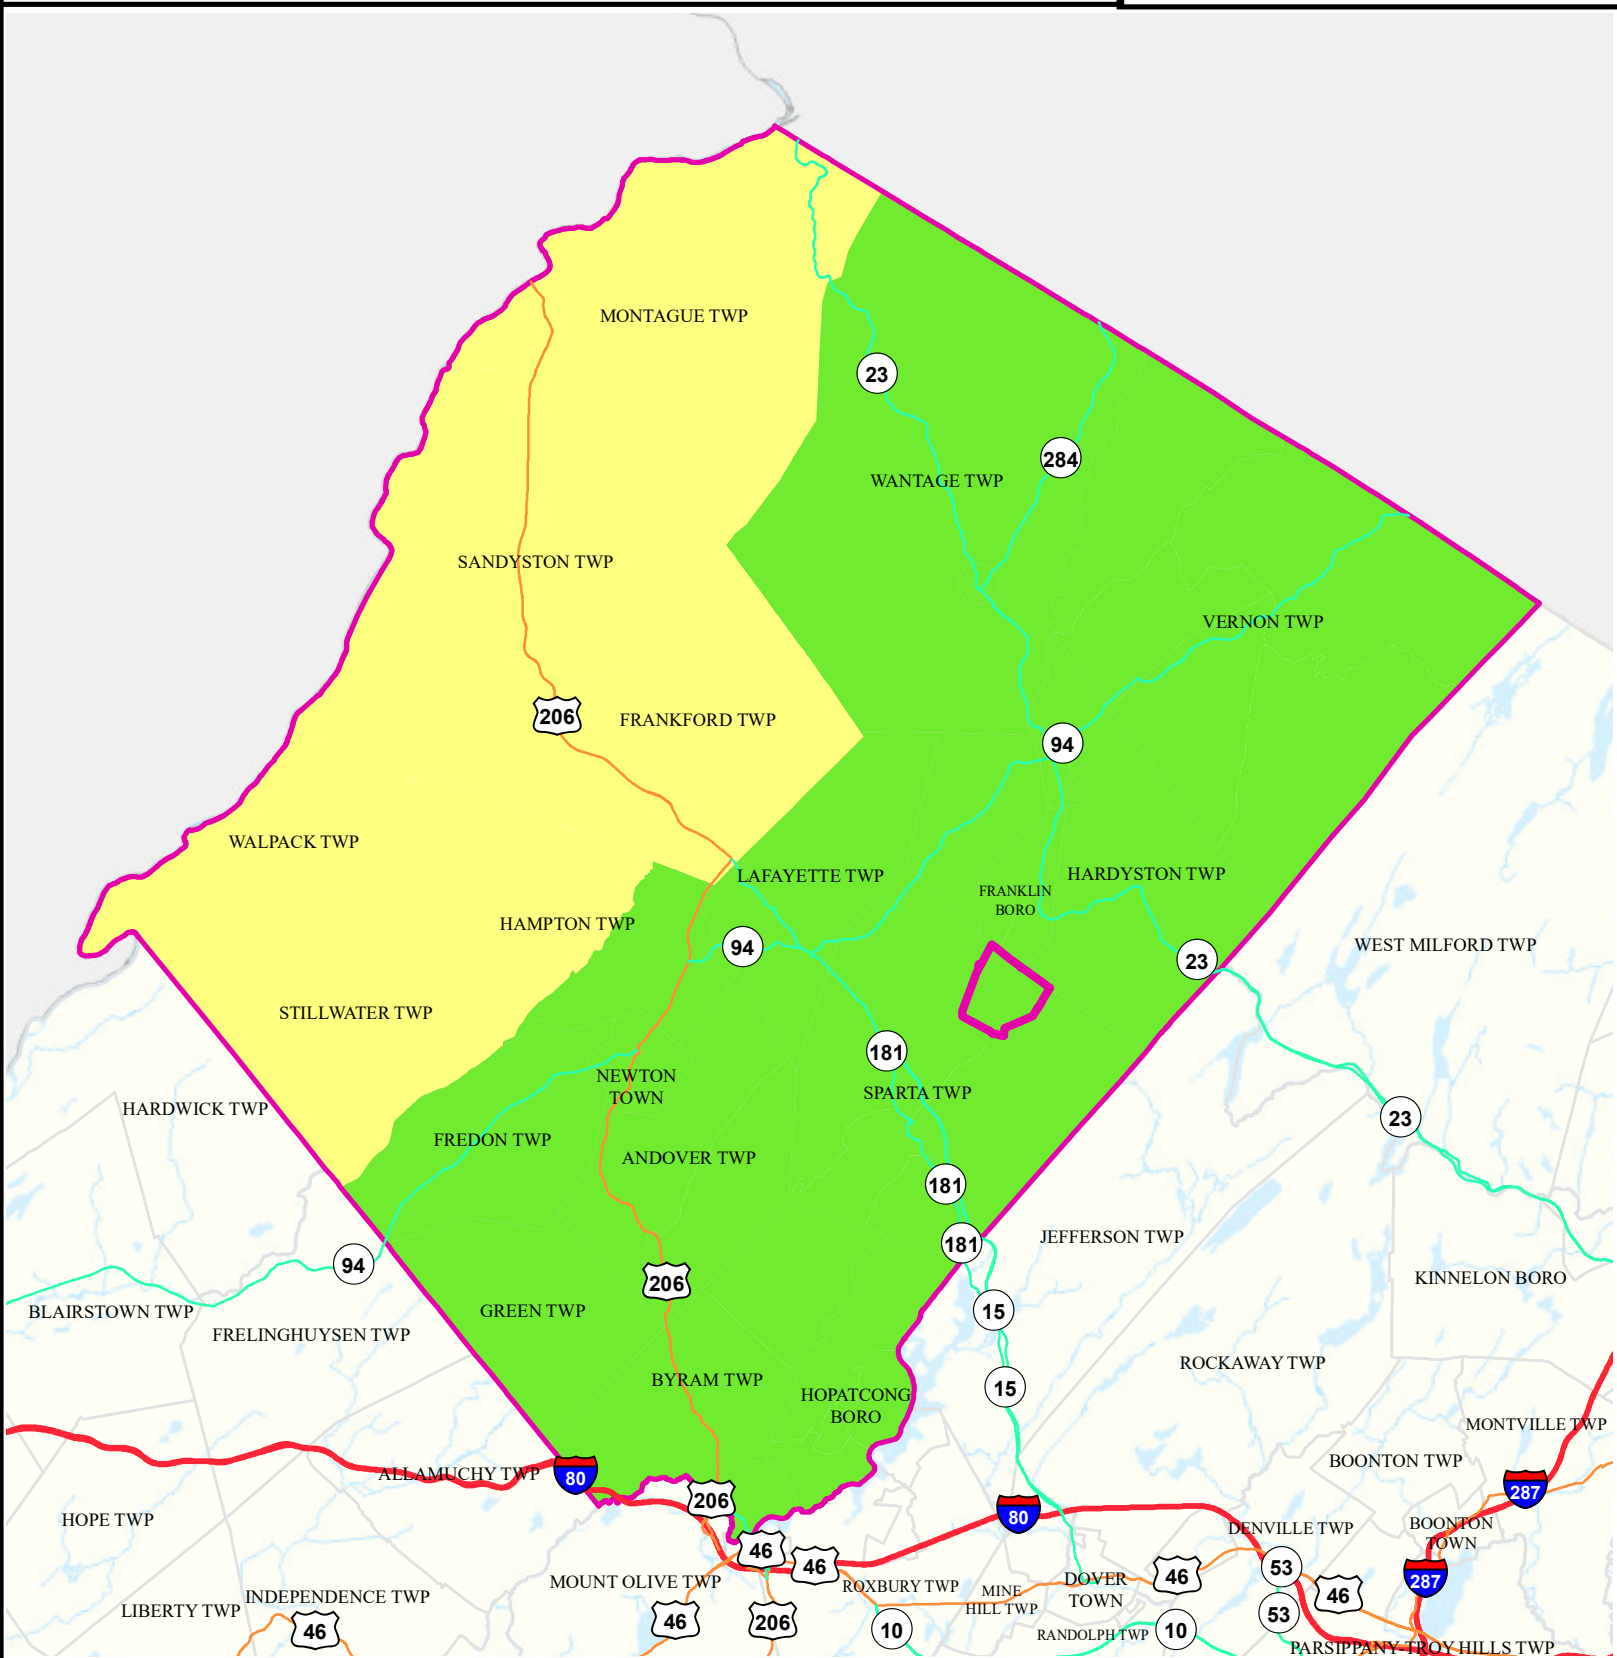 MONTAGUE TWP
23
284
WANTAGE TWP
SANDYSTON TWP
VERNON TWP
206
FRANKFORD TWP
94
WALPACK TWP
LAFAYETTE TWP
HARDYSTON TWP
FRANKLIN
BORO
HAMPTON TWP
94
23
WEST MILFORD TWP
STILLWATER TWP
181
NEWTON
TOWN
SPARTA TWP
HARDWICK TWP
23
FREDON TWP
ANDOVER TWP
181
JEFFERSON TWP
181
94
206
KINNELON BORO
BLAIRSTOWN TWP
GREEN TWP
15
FRELINGHUYSEN TWP
ROCKAWAY TWP
BYRAM TWP
15
HOPATCONG
BORO
MONTVILLE TWP
BOONTON TWP
ALLAMUCHY TWP
80
287
206
80
HOPE TWP
DENVILLE TWP
BOONTON
TOWN
46
46
53
46
287
MOUNT OLIVE TWP
ROXBURY TWP
MINE
HILL TWP
DOVER
TOWN
46
INDEPENDENCE TWP
LIBERTY TWP
46
46
206
10
53
RANDOLPH TWP
10
PARSIPPANY-TROY HILLS TWP